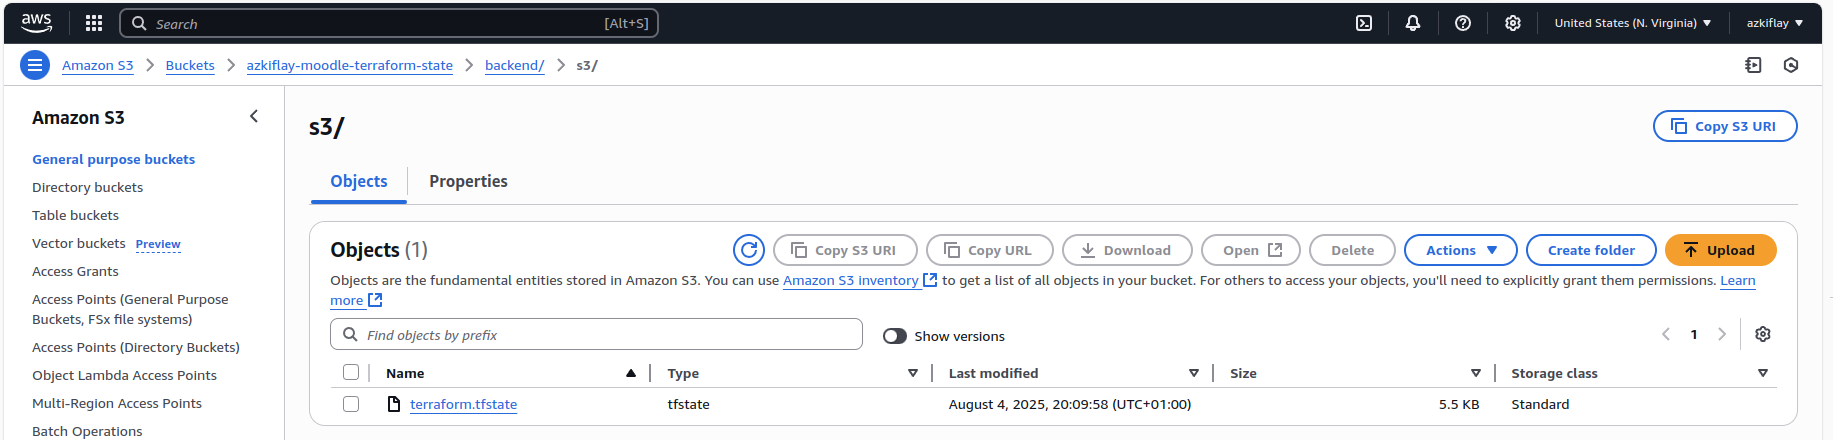 aws
Search [Alt+S] United States (N. Virginia) azkiflay
Amazon S3 Buckets azkiflay-moodle-terraform-state backend/ s3/
Amazon S3
General purpose buckets
Directory buckets
Table buckets
Vector buckets Preview
Access Grants
Access Points (General Purpose
Buckets, FSx file systems)
Access Points (Directory Buckets)
Object Lambda Access Points
Multi-Region Access Points
Batch Operations
s3/
Copy S3 URI
Objects Properties
Objects (1)
Copy S3 URI Copy URL Download Open Delete Actions Create folder Upload
Objects are the fundamental entities stored in Amazon S3. You can use Amazon S3 inventory to get a list of all objects in your bucket. For others to access your objects, you'll need to explicitly grant them permissions. Learn
more
Find objects by prefix Show versions 1
Name Type Last modified Size Storage class
terraform.tfstate tfstate August 4, 2025, 20:09:58 (UTC+01:00) 5.5 KB Standard